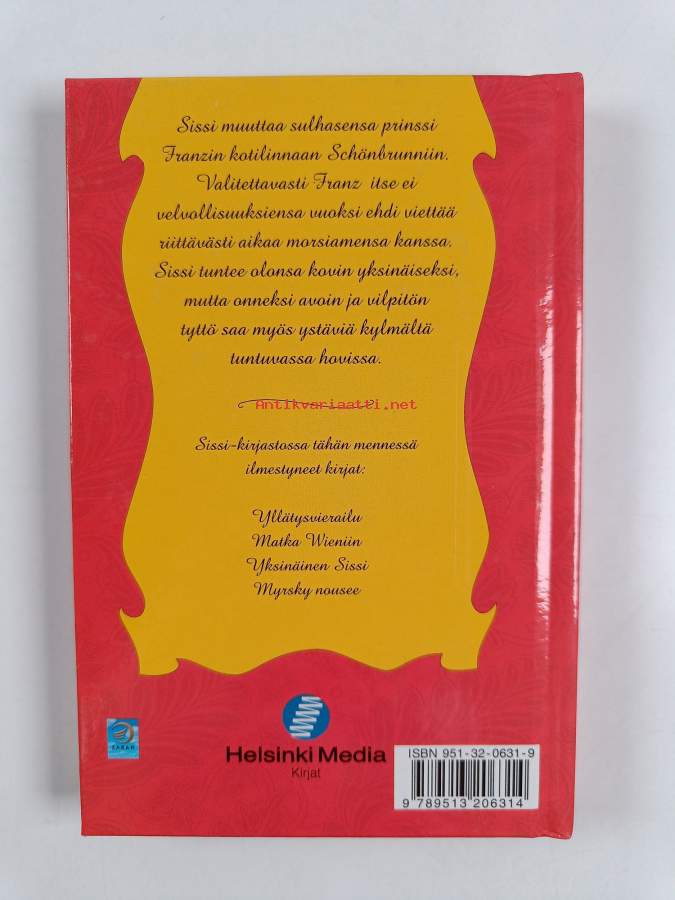 Sissi muuttaa sulhasensa prinssi
Franzin kotilinnaan Schönbrunniin.
Valitettavasti Franz itse ei
velvollisuuksiensa vuoksi ehdi viettää
riittävästi aikaa morsiamensa kanssa.
Sissi tuntee olonsa kovin yksinäiseksi,
mutta onneksi avoin ja vilpitön
tyttö saa myös ystäviä kylmältä
tuntuvassa hovissa.
Antikvariaatti.net
Sissi-kirjastossa tähän mennessä
ilmestyneet kirjat:
Yllätysvierailu
Matka Wieniin
Yksinäinen Sissi
Myrsky nousee
SABAN
Helsinki Media
Kirjat
ISBN 951-32-0631-9
9 789513 206314